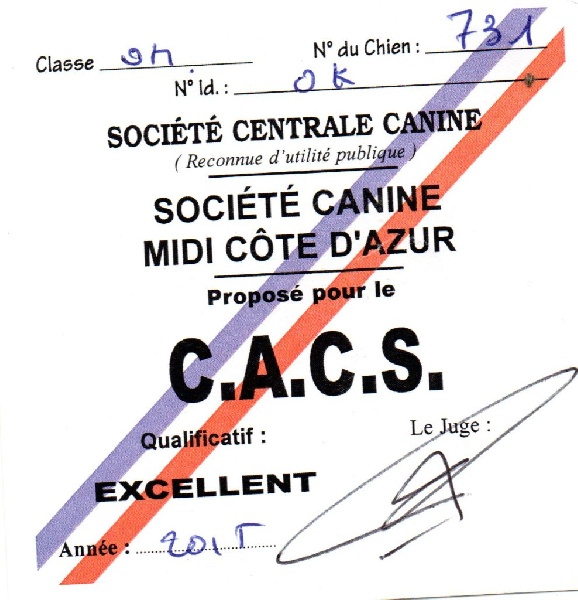 Classe OM. N° du Chien : 731
N° Id. : OK
SOCIÉTÉ CENTRALE CANINE
( Reconnue d'utilité publique )
SOCIÉTÉ CANINE
MIDI CÔTE D'AZUR
Proposé pour le
C.A.C.S.
Qualificatif :
Le Juge :
EXCELLENT
Année : 2015